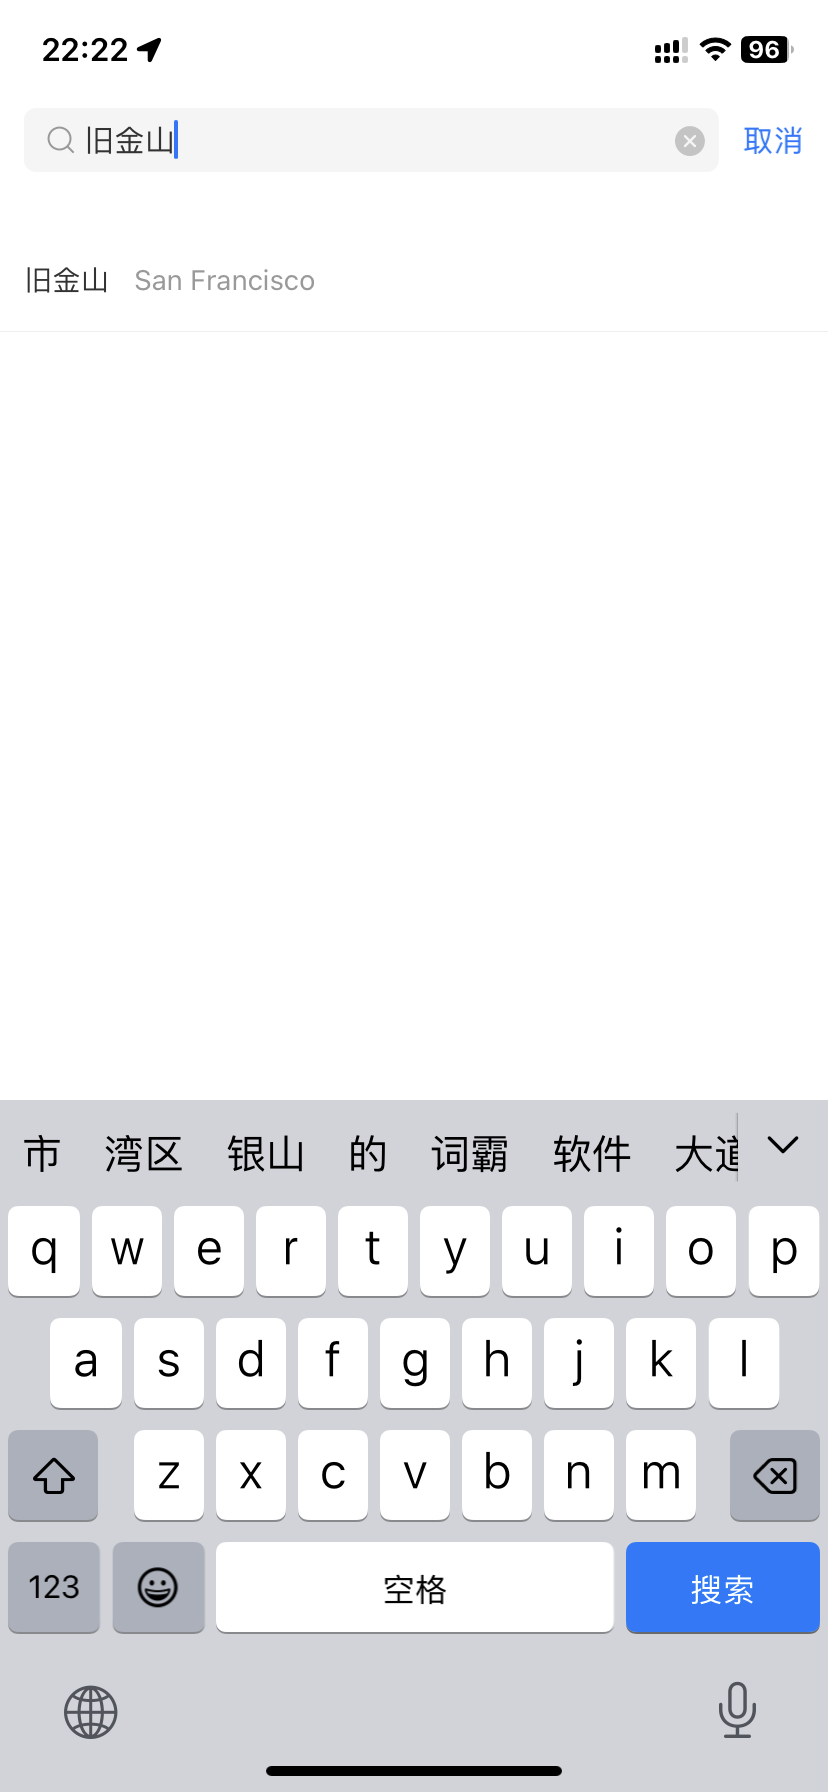 22:22 96
旧金山 取消
旧金山 San Francisco
市 湾区 银山 的 词霸 软件 大道
q w e r t y u i o p
a s d f g h j k l
z x c v b n m
123 空格 搜索